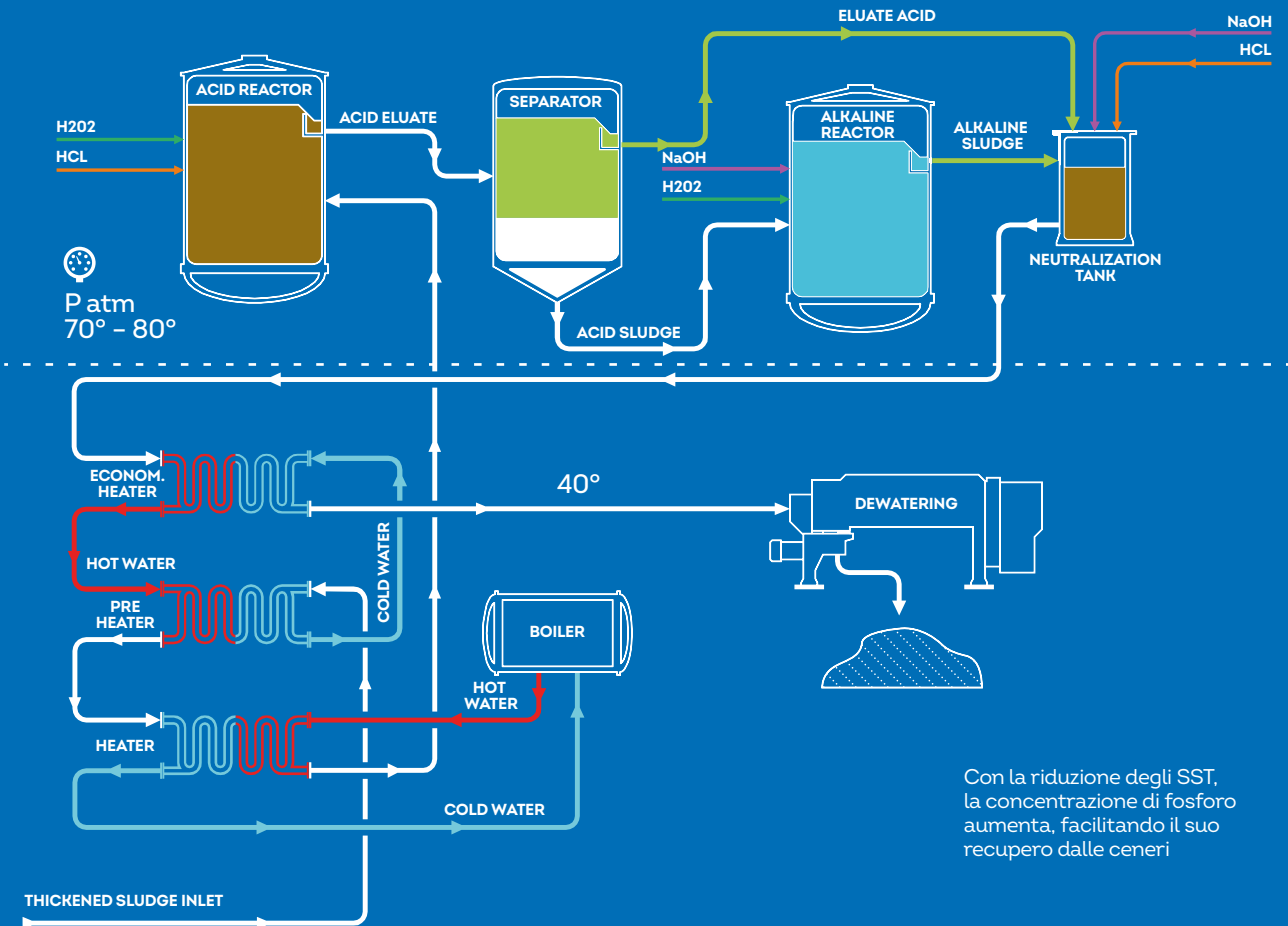 ELUATE ACID
NaOH
HCL
ACID REACTOR
SEPARATOR
ACID ELUATE
ALKALINE
REACTOR
ALKALINE
SLUDGE
H202
HCL
NaOH
H202
NEUTRALIZATION
TANK
P atm
70° – 80°
ACID SLUDGE
ECONOM.
HEATER
40°
DEWATERING
COLD WATER
HOT WATER
PRE
HEATER
BOILER
HOT
WATER
HEATER
COLD WATER
Con la riduzione degli SST,
la concentrazione di fosforo
aumenta, facilitando il suo
recupero dalle ceneri
THICKENED SLUDGE INLET